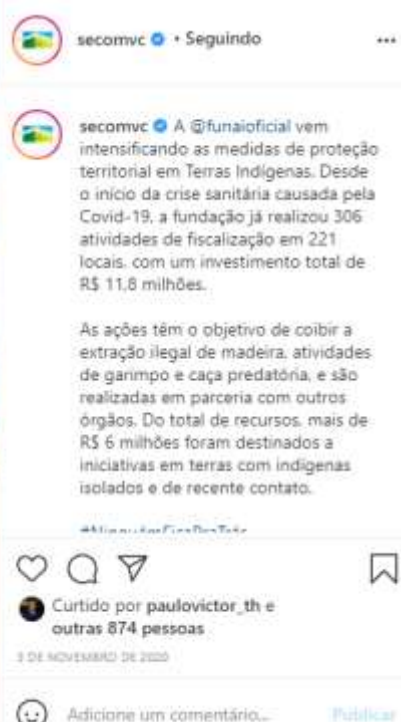 secomvc • Seguindo
secomvc A @funaioficial vem
intensificando as medidas de proteção
territorial em Terras Indígenas. Desde
o início da crise sanitária causada pela
Covid-19, a fundação já realizou 306
atividades de fiscalização em 221
locais, com um investimento total de
R$ 11,8 milhões.
As ações têm o objetivo de coibir a
extração ilegal de madeira, atividades
de garimpo e caça predatória, e são
realizadas em parceria com outros
órgãos. Do total de recursos, mais de
R$ 6 milhões foram destinados a
iniciativas em terras com indígenas
isolados e de recente contato.
#NinguémFicaPraTrás
Curtido por paulovictor_th e
outras 874 pessoas
3 DE NOVEMBRO DE 2020
Adicione um comentário... Publicar